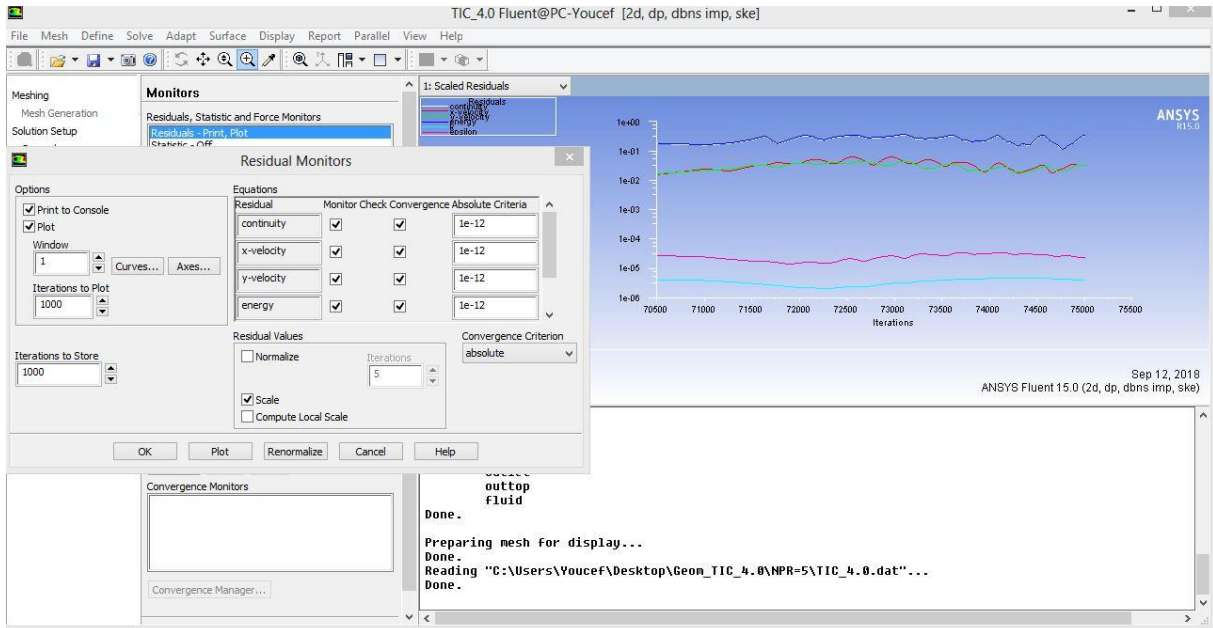 TIC_4.0 Fluent@PC-Youcef [2d, dp, dbns imp, ske]
File Mesh Define Solve Adapt Surface Display Report Parallel View Help
Meshing
Mesh Generation
Solution Setup
Monitors
Residuals, Statistic and Force Monitors
Residuals - Print, Plot
Statistic - Off
1: Scaled Residuals
Residuals
continuity
x-velocity
y-velocity
energy
epsilon
ANSYS
R15.0
1e+00
1e-01
1e-02
1e-03
1e-04
1e-05
1e-06
70500 71000 71500 72000 72500 73000 73500 74000 74500 75000 75500
Iterations
Sep 12, 2018
ANSYS Fluent 15.0 (2d, dp, dbns imp, ske)
Residual Monitors
Options
Print to Console
Plot
Window
1
Curves... Axes...
Iterations to Plot
1000
Iterations to Store
1000
Equations
Residual Monitor Check Convergence Absolute Criteria
continuity 1e-12
x-velocity 1e-12
y-velocity 1e-12
energy 1e-12
Residual Values
Normalize
Iterations
5
Scale
Compute Local Scale
Convergence Criterion
absolute
OK Plot Renormalize Cancel Help
Convergence Monitors
Convergence Manager...
outlet
outtop
fluid
Done.
Preparing mesh for display...
Done.
Reading "C:\Users\Youcef\Desktop\Geom_TIC_4.0\NPR=5\TIC_4.0.dat"...
Done.